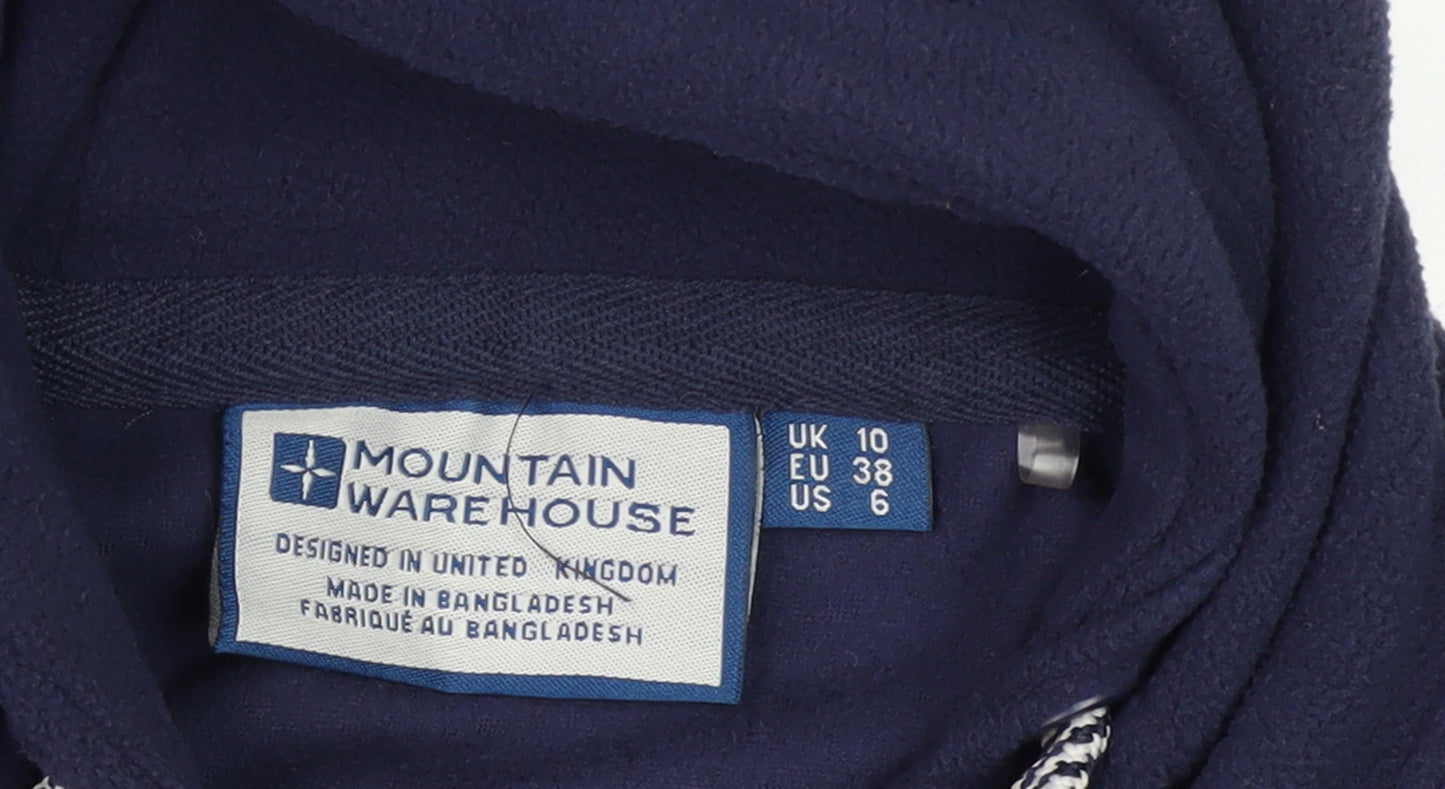 MOUNTAIN
WAREHOUSE
DESIGNED IN UNITED KINGDOM
MADE IN BANGLADESH
FABRIQUÉ AU BANGLADESH
UK 10
EU 38
US 6